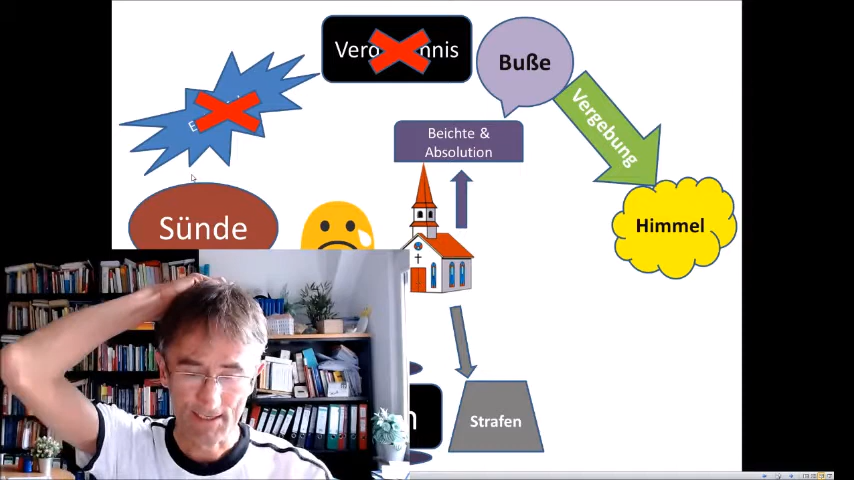 Buße
Vergebung
Beichte &
Absolution
Sünde
Himmel
Strafen